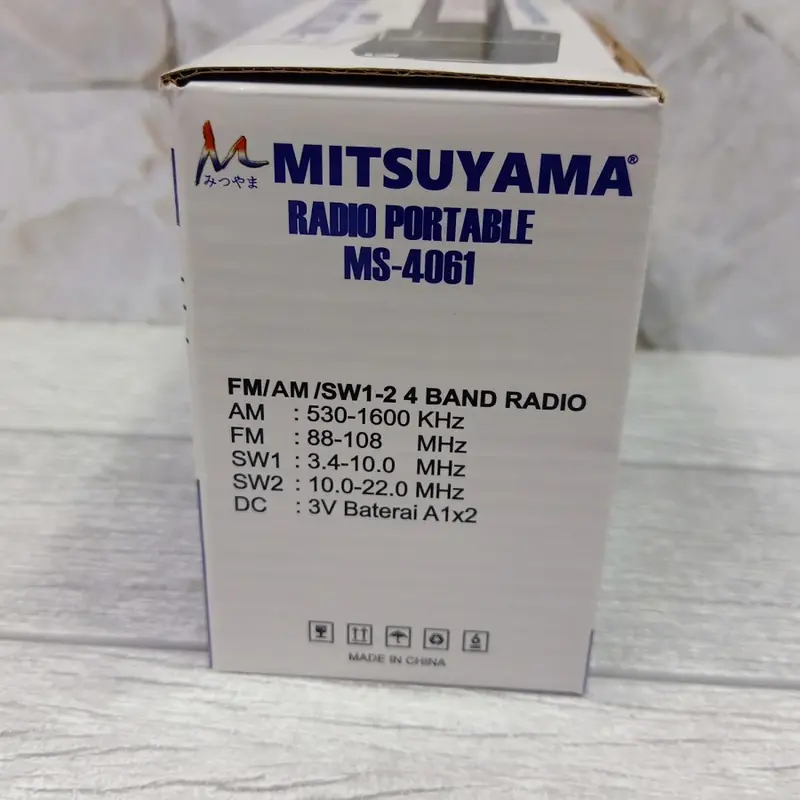 MITSUYAMA®
みつやま
RADIO PORTABLE
MS-4061
FM/AM/SW1-2 4 BAND RADIO
AM : 530-1600 KHz
FM : 88-108 MHz
SW1 : 3.4-10.0 MHz
SW2 : 10.0-22.0 MHz
DC : 3V Baterai A1x2
6
MADE IN CHINA